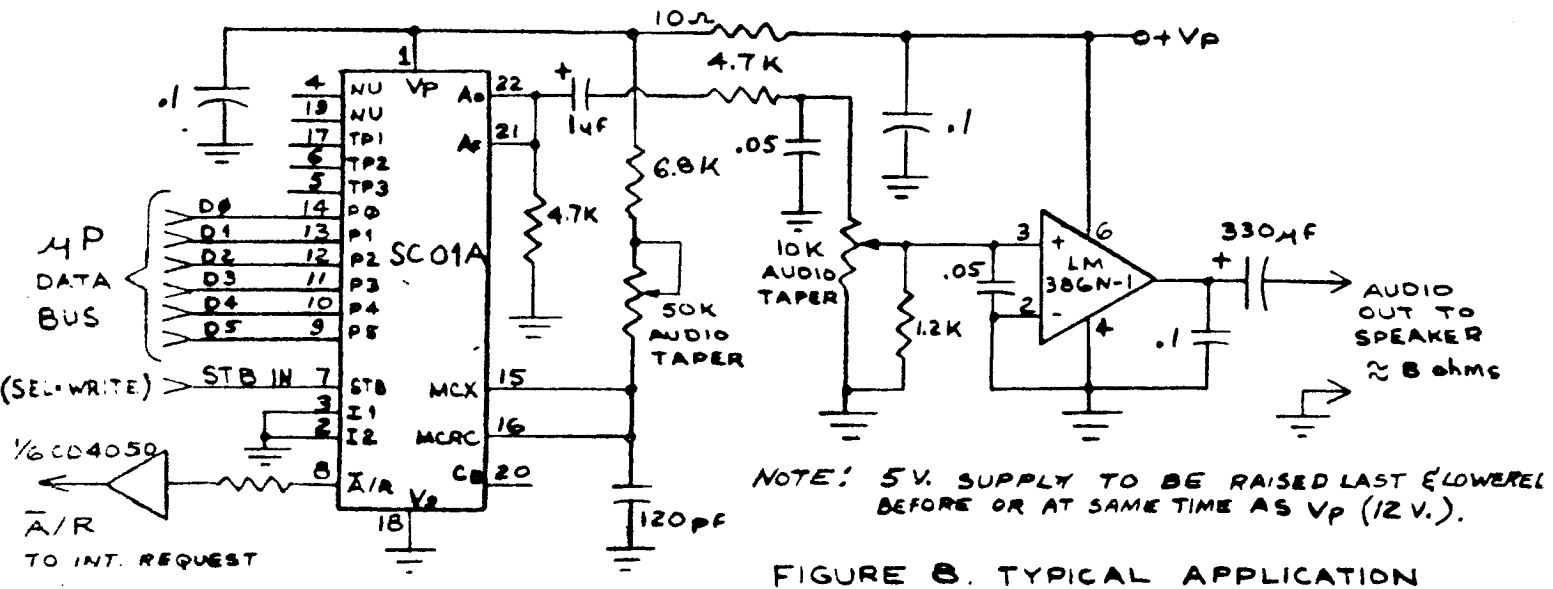 10Ω
+ Vp
4.7K
.1
1
Vp
4 NU
19 NU
17 TP1
6 TP2
5 TP3
AO 22
AF 21
+
1uf
.05
.1
6.8K
4.7K
μP
DATA
BUS
DØ 14 PØ
D1 13 P1
D2 12 P2
D3 11 P3
D4 10 P4
D5 9 P5
SC01A
50K
AUDIO
TAPER
10K
AUDIO
TAPER
1.2K
.05
3 +
2 -
6
LM
386N-1
4
330μF
+
.1
AUDIO
OUT TO
SPEAKER
≈ 8 ohms
(SEL·WRITE) STB IN 7 STB
3 I1
2 I2
MCX 15
MCRC 16
20
1/6 CD4050
8 A̅/R
18
120pf
A̅/R
TO INT. REQUEST
NOTE: 5V. SUPPLY TO BE RAISED LAST & LOWERED
BEFORE OR AT SAME TIME AS Vp (12 V.).
FIGURE 8. TYPICAL APPLICATION